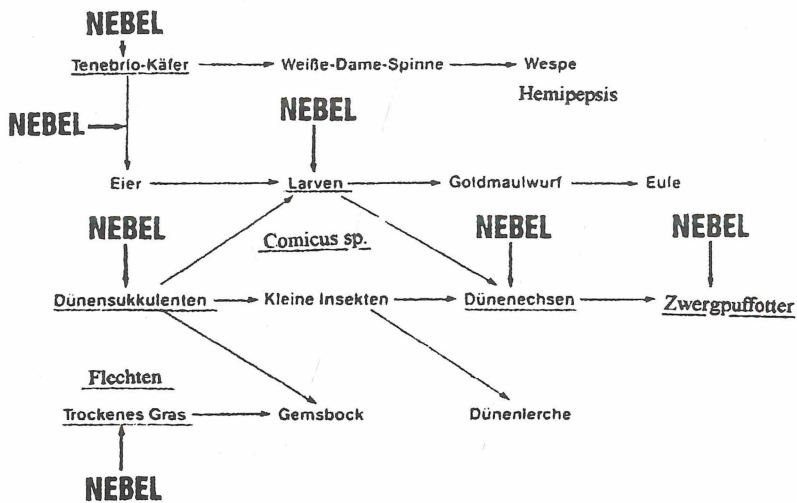 NEBEL
Tenebrio-Käfer Weiße-Dame-Spinne Wespe
Hemipepsis
NEBEL NEBEL
Eier Larven Goldmaulwurf Eule
NEBEL Comicus sp. NEBEL NEBEL
Dünensukkulenten Kleine Insekten Dünenechsen Zwergpuffotter
Flechten
Trockenes Gras Gemsbock Dünenlerche
NEBEL